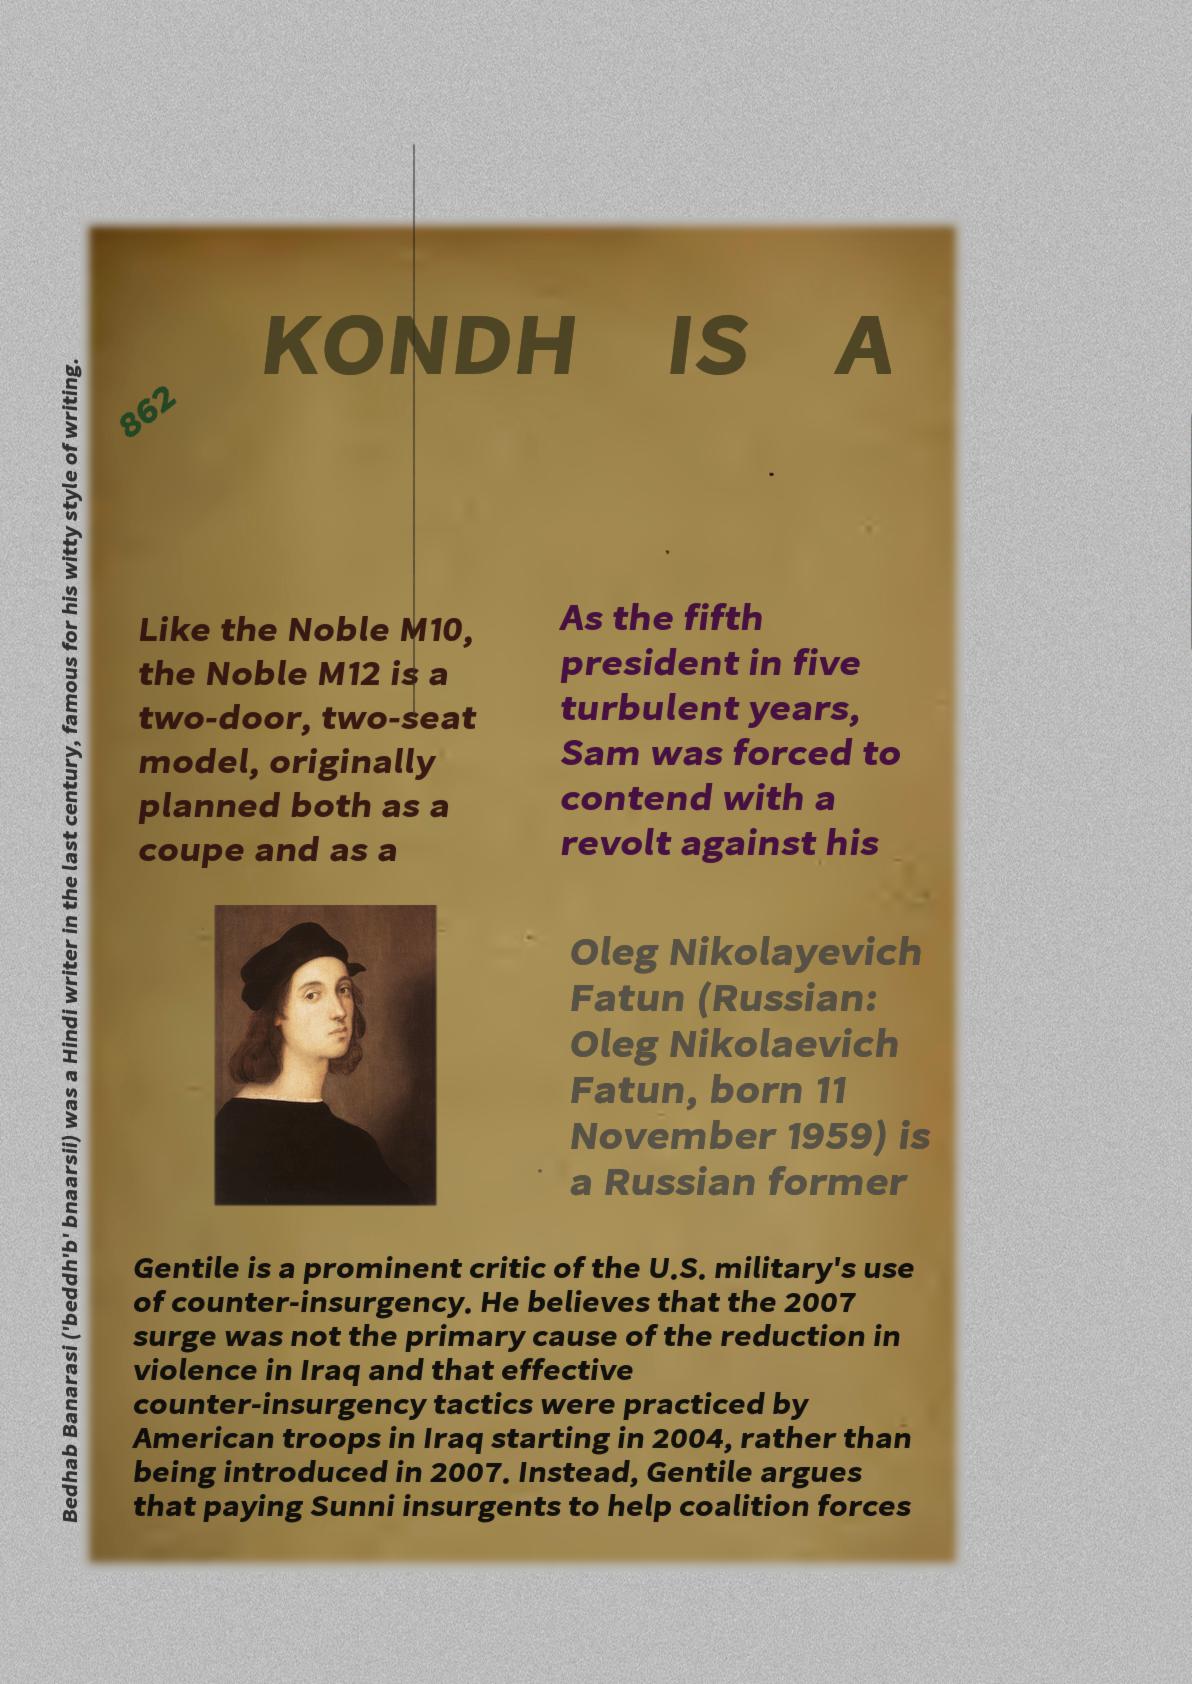 KONDH IS A
862
Bedhab Banarasi ('beddh'b' bnaarsii) was a Hindi writer in the last century, famous for his witty style of writing.
Like the Noble M10,
the Noble M12 is a
two-door, two-seat
model, originally
planned both as a
coupe and as a
As the fifth
president in five
turbulent years,
Sam was forced to
contend with a
revolt against his
Oleg Nikolayevich
Fatun (Russian:
Oleg Nikolaevich
Fatun, born 11
November 1959) is
a Russian former
Gentile is a prominent critic of the U.S. military's use
of counter-insurgency. He believes that the 2007
surge was not the primary cause of the reduction in
violence in Iraq and that effective
counter-insurgency tactics were practiced by
American troops in Iraq starting in 2004, rather than
being introduced in 2007. Instead, Gentile argues
that paying Sunni insurgents to help coalition forces